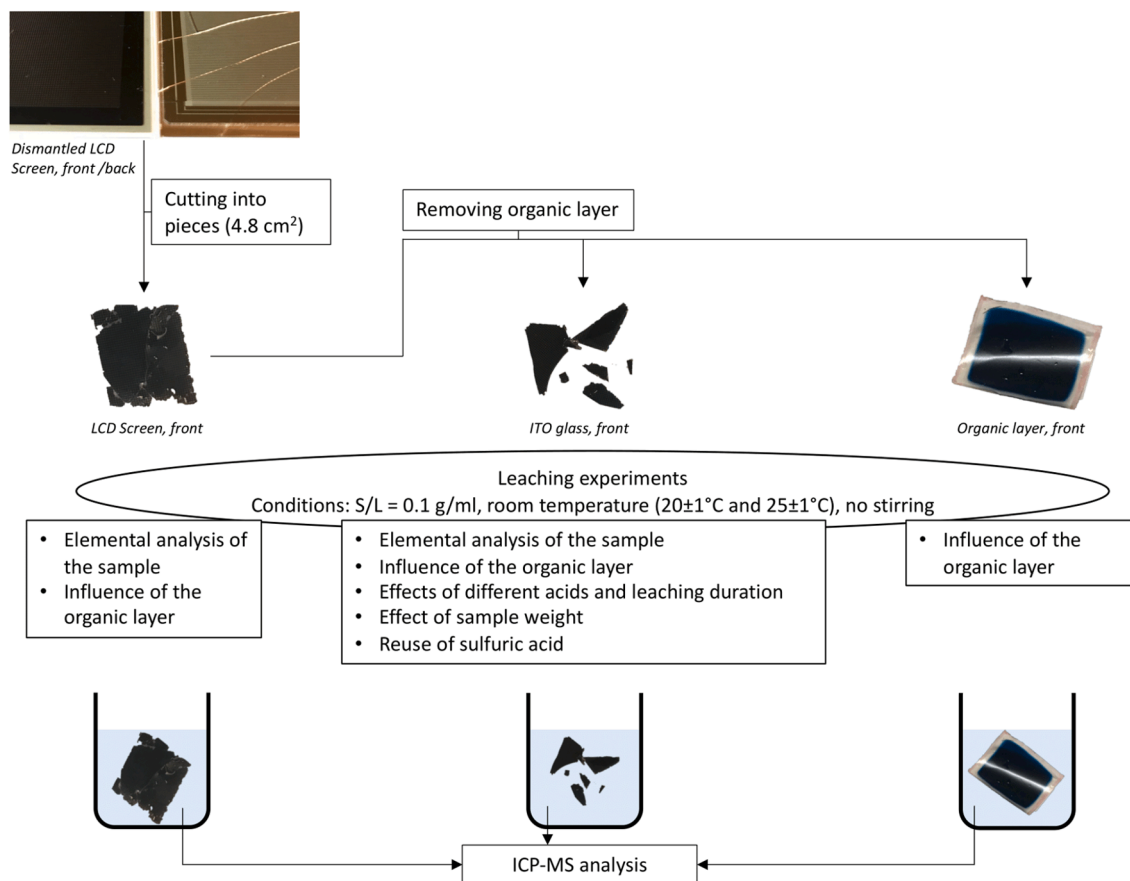 Dismantled LCD
Screen, front /back
Cutting into
pieces (4.8 cm²)
Removing organic layer
LCD Screen, front
ITO glass, front
Organic layer, front
Leaching experiments
Conditions: S/L = 0.1 g/ml, room temperature (20±1°C and 25±1°C), no stirring
• Elemental analysis of
the sample
• Influence of the
organic layer
• Elemental analysis of the sample
• Influence of the organic layer
• Effects of different acids and leaching duration
• Effect of sample weight
• Reuse of sulfuric acid
• Influence of the
organic layer
ICP-MS analysis